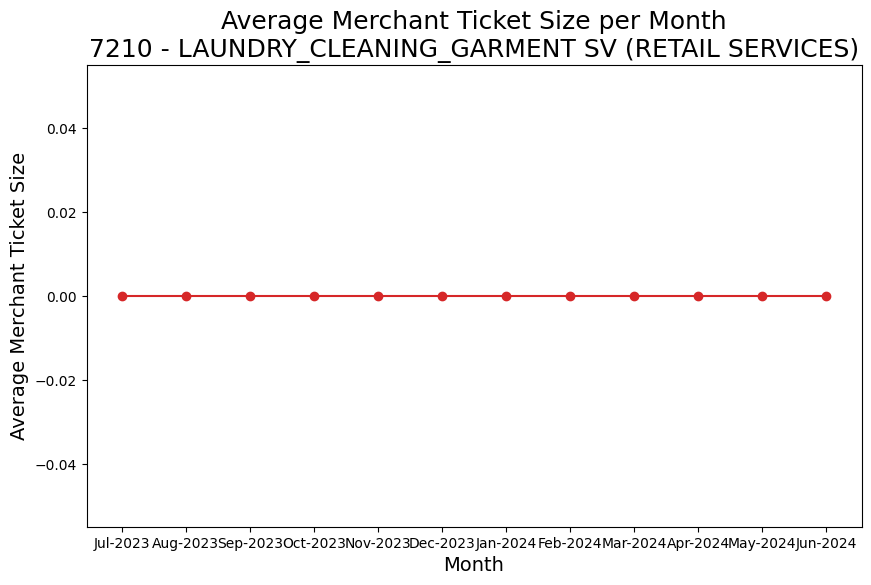 Average Merchant Ticket Size per Month
7210 - LAUNDRY_CLEANING_GARMENT SV (RETAIL SERVICES)
Average Merchant Ticket Size
0.04
0.02
0.00
−0.02
−0.04
Jul-2023 Aug-2023 Sep-2023 Oct-2023 Nov-2023 Dec-2023 Jan-2024 Feb-2024 Mar-2024 Apr-2024 May-2024 Jun-2024
Month